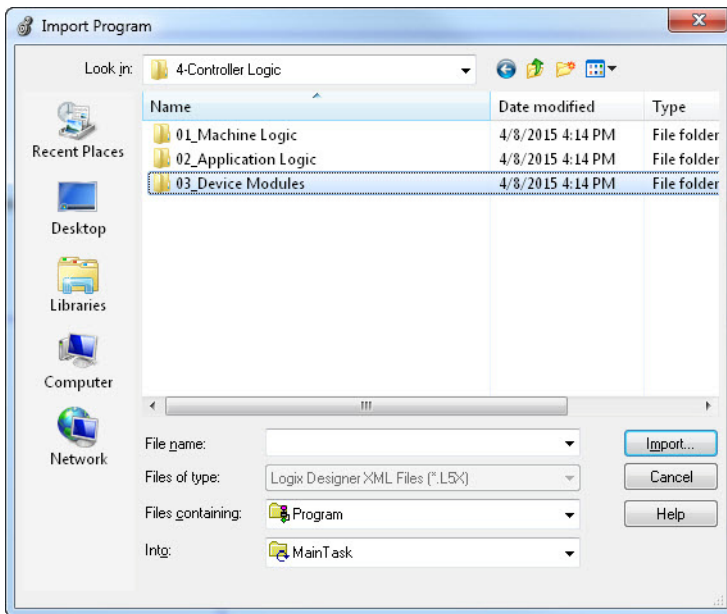 Import Program
Look in: 4-Controller Logic
Name Date modified Type
01_Machine Logic 4/8/2015 4:14 PM File folder
02_Application Logic 4/8/2015 4:14 PM File folder
03_Device Modules 4/8/2015 4:14 PM File folder
Recent Places
Desktop
Libraries
Computer
Network
File name: Import...
Files of type: Logix Designer XML Files (*.L5X) Cancel
Files containing: Program Help
Into: MainTask